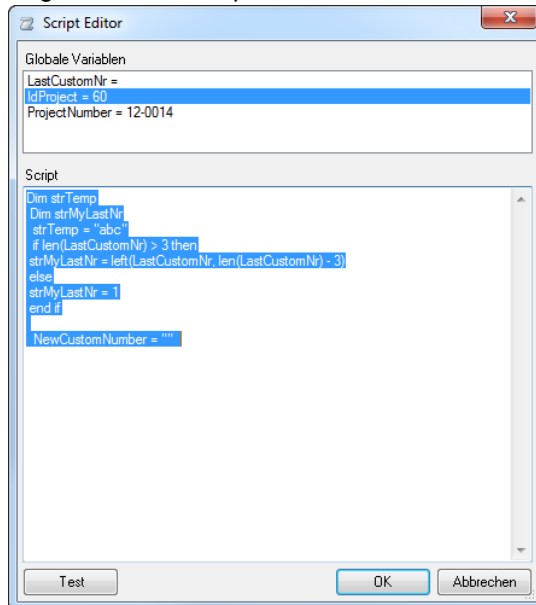 Script Editor
Globale Variablen
LastCustomNr =
IdProject = 60
ProjectNumber = 12-0014
Script
Dim strTemp
Dim strMyLastNr
strTemp = "abc"
if len(LastCustomNr) > 3 then
strMyLastNr = left(LastCustomNr, len(LastCustomNr) - 3)
else
strMyLastNr = 1
end if
NewCustomNumber = ""
Test
OK
Abbrechen